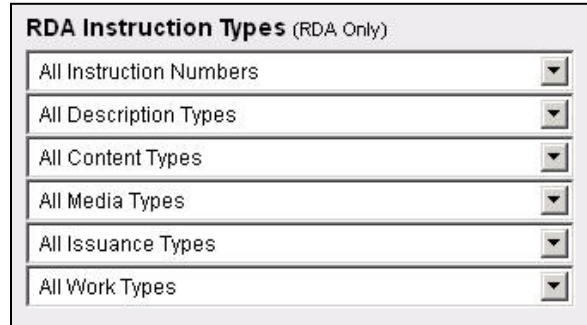 RDA Instruction Types (RDA Only)
All Instruction Numbers
All Description Types
All Content Types
All Media Types
All Issuance Types
All Work Types